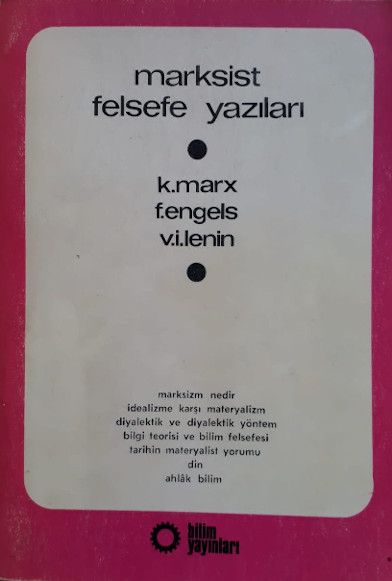 marksist
felsefe yazıları
k.marx
f.engels
v.i.lenin
marksizm nedir
idealizme karşı materyalizm
diyalektik ve diyalektik yöntem
bilgi teorisi ve bilim felsefesi
tarihin materyalist yorumu
din
ahlâk bilim
bilim
yayınları